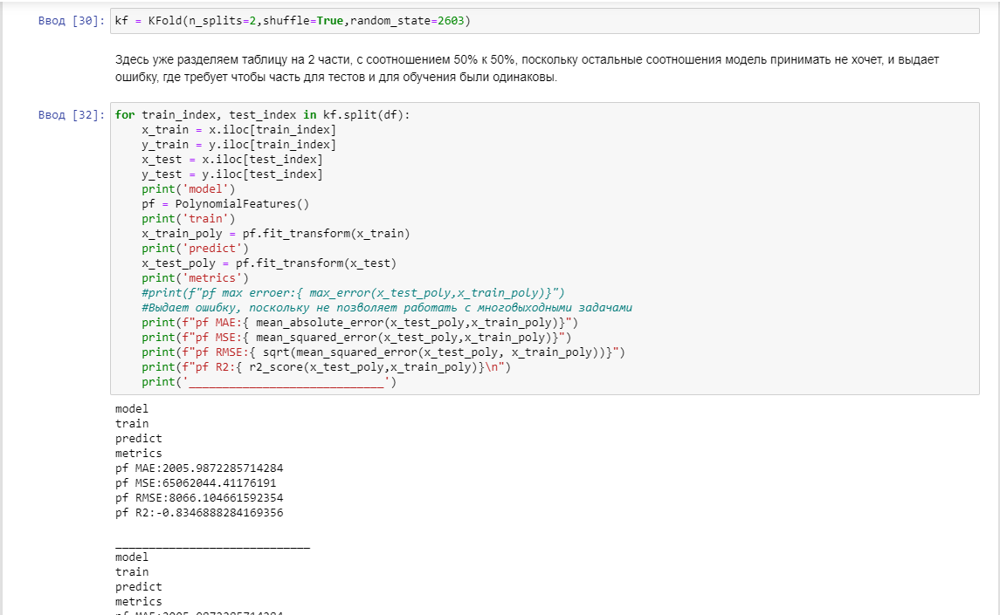 Ввод [30]: kf = KFold(n_splits=2,shuffle=True,random_state=2603)
Здесь уже разделяем таблицу на 2 части, с соотношением 50% к 50%, поскольку остальные соотношения модель принимать не хочет, и выдает
ошибку, где требует чтобы часть для тестов и для обучения были одинаковы.
Ввод [32]: for train_index, test_index in kf.split(df):
    x_train = x.iloc[train_index]
    y_train = y.iloc[train_index]
    x_test = x.iloc[test_index]
    y_test = y.iloc[test_index]
    print('model')
    pf = PolynomialFeatures()
    print('train')
    x_train_poly = pf.fit_transform(x_train)
    print('predict')
    x_test_poly = pf.fit_transform(x_test)
    print('metrics')
    #print(f"pf max erroer:{ max_error(x_test_poly,x_train_poly)}")
    #Выдает ошибку, поскольку не позволяет работать с многовыходными задачами
    print(f"pf MAE:{ mean_absolute_error(x_test_poly,x_train_poly)}")
    print(f"pf MSE:{ mean_squared_error(x_test_poly,x_train_poly)}")
    print(f"pf RMSE:{ sqrt(mean_squared_error(x_test_poly, x_train_poly))}")
    print(f"pf R2:{ r2_score(x_test_poly,x_train_poly)}\n")
    print('_____________________________')
model
train
predict
metrics
pf MAE:2005.9872285714284
pf MSE:65062044.41176191
pf RMSE:8066.104661592354
pf R2:-0.8346888284169356
_____________________________
model
train
predict
metrics
pf MAE:2005.9872285714284